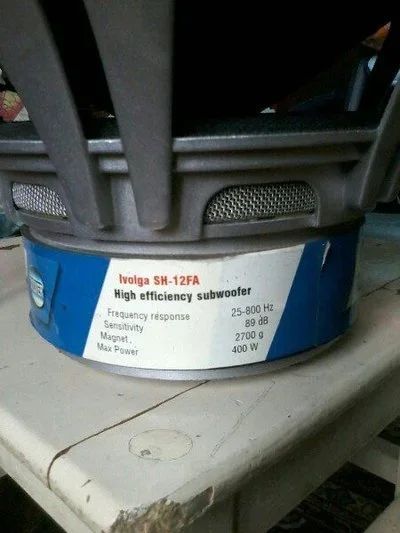 Ivolga SH-12FA
High efficiency subwoofer
Frequency response 25-800 Hz
Sensitivity 89 dB
Magnet 2700 g
Max Power 400 W